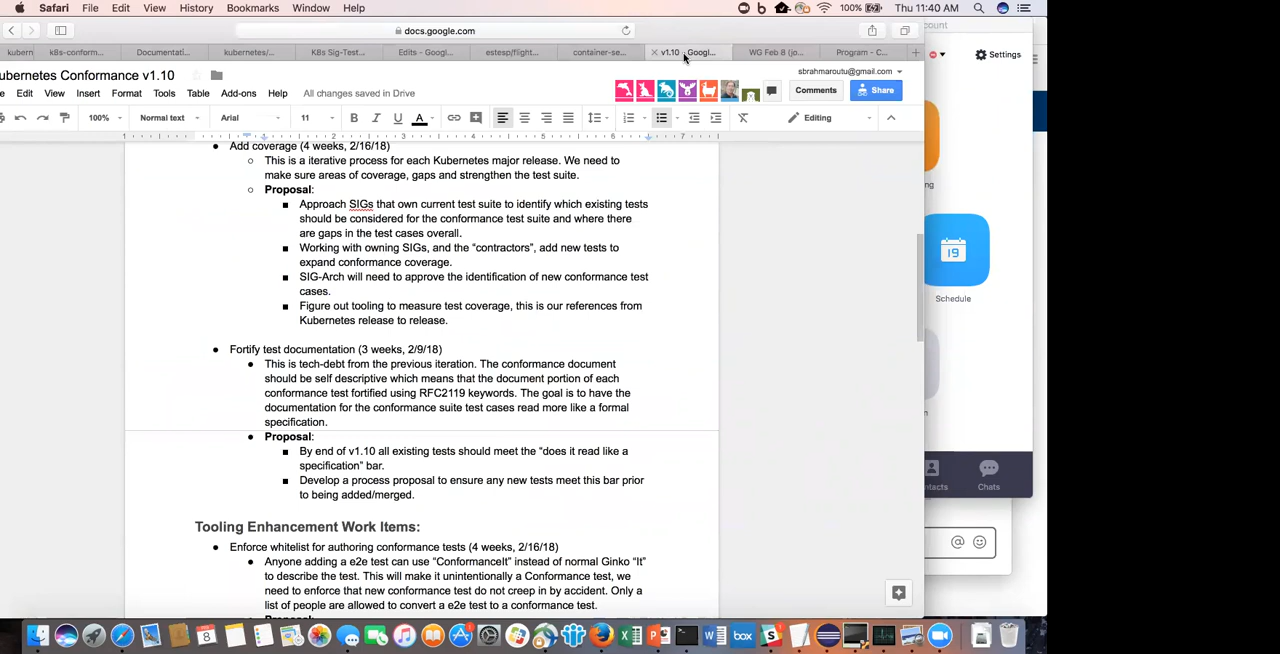 Safari File Edit View History Bookmarks Window Help 100% Thu 11:40 AM
docs.google.com
kubern k8s-conform... Documentati... kubernetes/... K8s Sig-Test... Edits - Googl... estesp/flight... container-se... v1.10 - Googl... WG Feb 8 (jo... Program - C...
ount
Settings
ubernetes Conformance v1.10
sbrahmaroutu@gmail.com
e Edit View Insert Format Tools Table Add-ons Help All changes saved in Drive
Comments Share
100% Normal text Arial 11 B I U A Editing
1 1 2 3 4 5 6 7
Add coverage (4 weeks, 2/16/18)
This is a iterative process for each Kubernetes major release. We need to
make sure areas of coverage, gaps and strengthen the test suite.
Proposal:
Approach SIGs that own current test suite to identify which existing tests
should be considered for the conformance test suite and where there
are gaps in the test cases overall.
Working with owning SIGs, and the “contractors”, add new tests to
expand conformance coverage.
SIG-Arch will need to approve the identification of new conformance test
cases.
Figure out tooling to measure test coverage, this is our references from
Kubernetes release to release.
Fortify test documentation (3 weeks, 2/9/18)
This is tech-debt from the previous iteration. The conformance document
should be self descriptive which means that the document portion of each
conformance test fortified using RFC2119 keywords. The goal is to have the
documentation for the conformance suite test cases read more like a formal
specification.
Proposal:
By end of v1.10 all existing tests should meet the “does it read like a
specification” bar.
Develop a process proposal to ensure any new tests meet this bar prior
to being added/merged.
Tooling Enhancement Work Items:
Enforce whitelist for authoring conformance tests (4 weeks, 2/16/18)
Anyone adding a e2e test can use “ConformanceIt” instead of normal Ginko “It”
to describe the test. This will make it unintentionally a Conformance test, we
need to enforce that new conformance test do not creep in by accident. Only a
list of people are allowed to convert a e2e test to a conformance test.
ng
19
Schedule
n
ntacts Chats
@
8
box